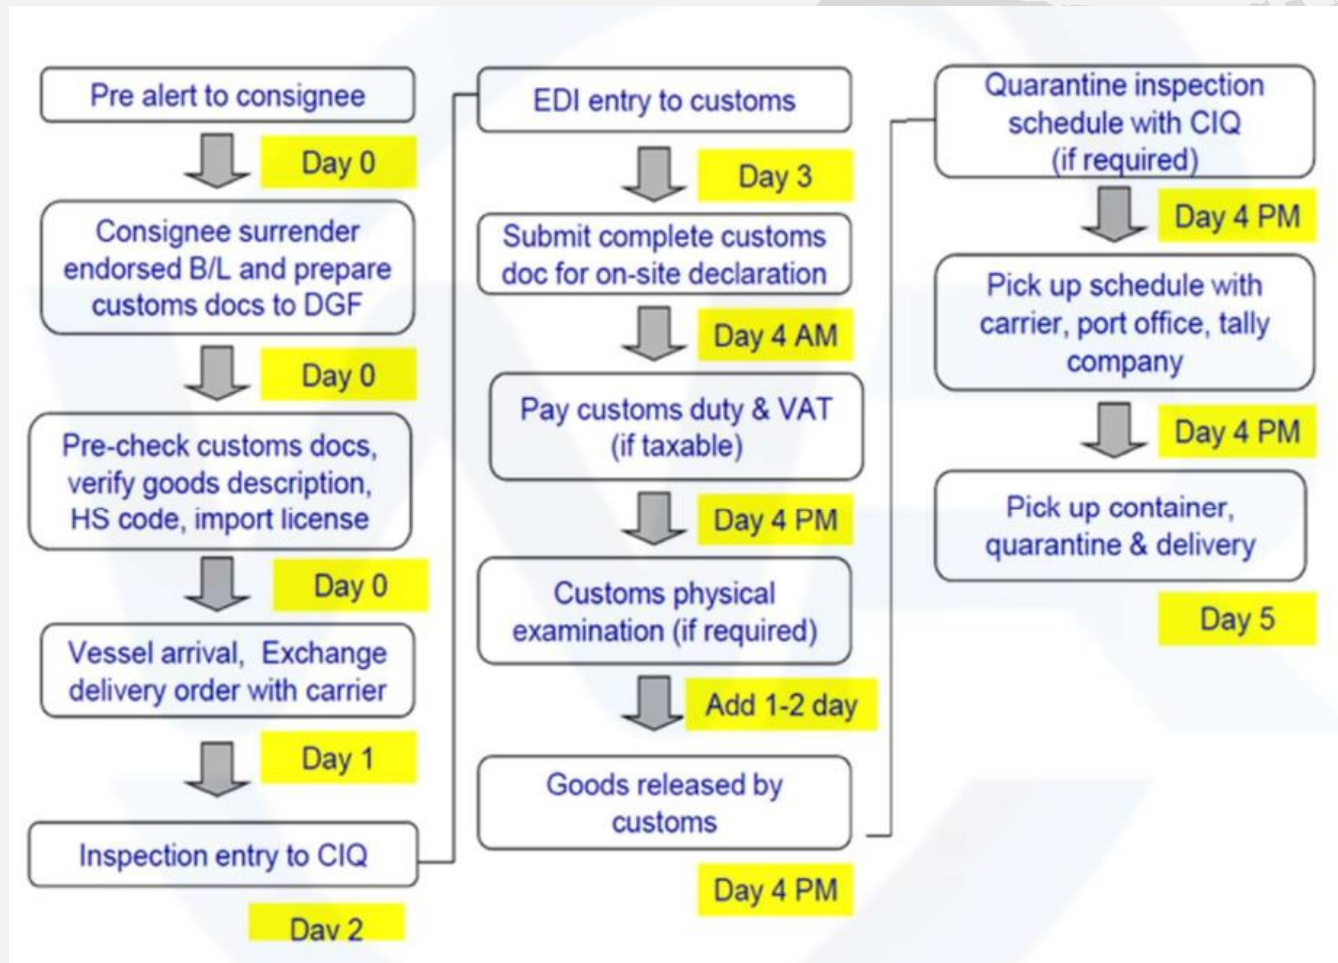 Pre alert to consignee
Day 0
Consignee surrender
endorsed B/L and prepare
customs docs to DGF
Day 0
Pre-check customs docs,
verify goods description,
HS code, import license
Day 0
Vessel arrival, Exchange
delivery order with carrier
Day 1
Inspection entry to CIQ
Day 2
EDI entry to customs
Day 3
Submit complete customs
doc for on-site declaration
Day 4 AM
Pay customs duty & VAT
(if taxable)
Day 4 PM
Customs physical
examination (if required)
Add 1-2 day
Goods released by
customs
Day 4 PM
Quarantine inspection
schedule with CIQ
(if required)
Day 4 PM
Pick up schedule with
carrier, port office, tally
company
Day 4 PM
Pick up container,
quarantine & delivery
Day 5